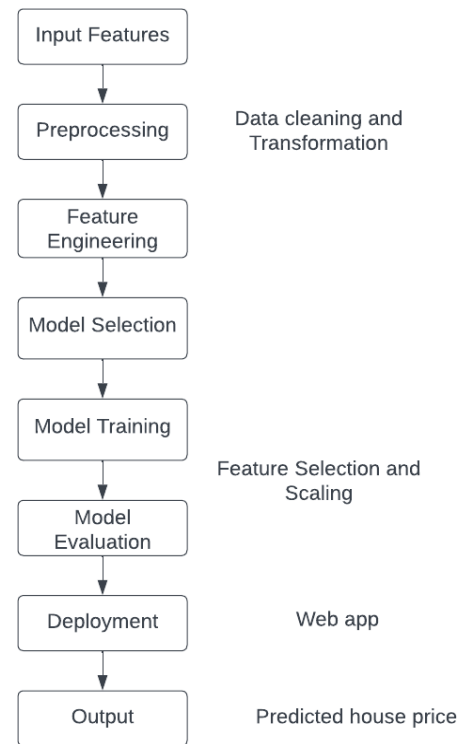 Input Features
Preprocessing
Data cleaning and
Transformation
Feature
Engineering
Model Selection
Model Training
Feature Selection and
Scaling
Model
Evaluation
Deployment
Web app
Output
Predicted house price